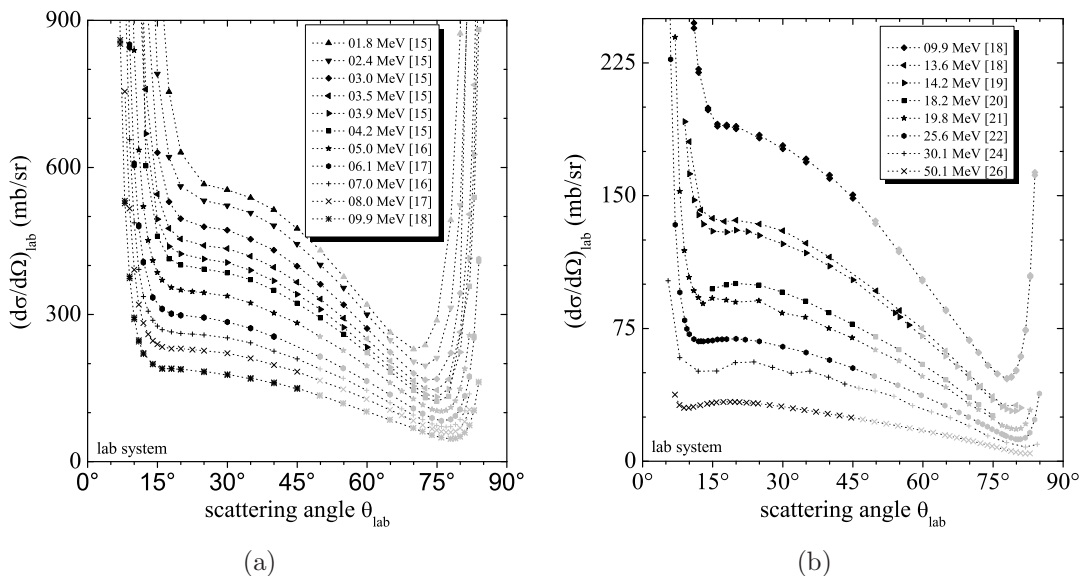 900
600
300
0
(dσ/dΩ)lab (mb/sr)
01.8 MeV [15]
02.4 MeV [15]
03.0 MeV [15]
03.5 MeV [15]
03.9 MeV [15]
04.2 MeV [15]
05.0 MeV [16]
06.1 MeV [17]
07.0 MeV [16]
08.0 MeV [17]
09.9 MeV [18]
lab system
0° 15° 30° 45° 60° 75° 90°
scattering angle θlab
(a)
225
150
75
0
(dσ/dΩ)lab (mb/sr)
09.9 MeV [18]
13.6 MeV [18]
14.2 MeV [19]
18.2 MeV [20]
19.8 MeV [21]
25.6 MeV [22]
30.1 MeV [24]
50.1 MeV [26]
lab system
0° 15° 30° 45° 60° 75° 90°
scattering angle θlab
(b)